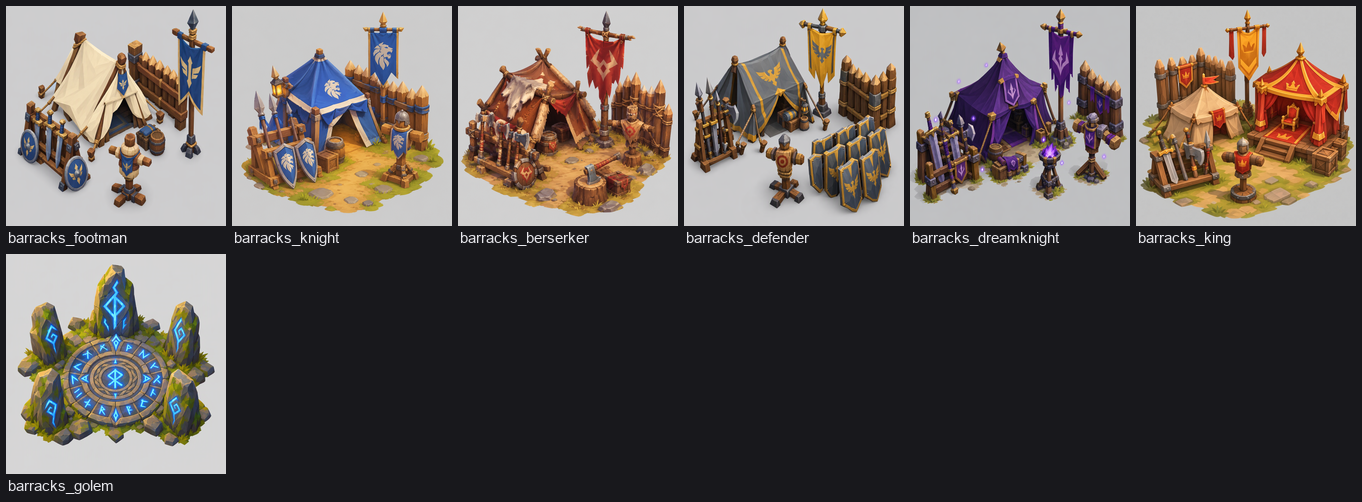 barracks_footman
barracks_knight
barracks_berserker
barracks_defender
barracks_dreamknight
barracks_king
barracks_golem